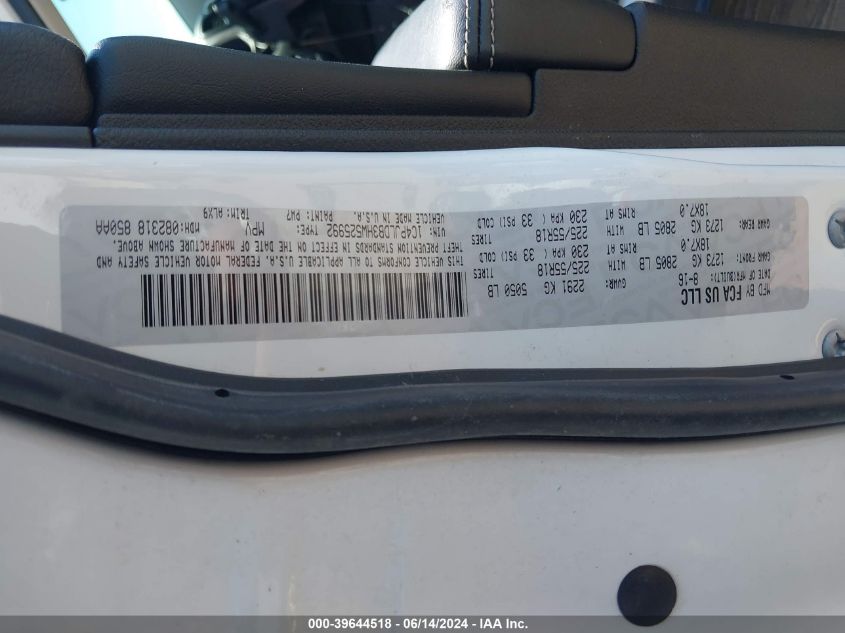 MFD BY FCA US LLC
DATE OF MFR: 8-16
GVWR: 2291 KG 5050 LB
GAWR FRONT: 1273 KG 2805 LB WITH 225/55R18 TIRES
18X7.0 RIMS AT 230 KPA ( 33 PSI) COLD
GAWR REAR: 1273 KG 2805 LB WITH 225/55R18 TIRES
18X7.0 RIMS AT 230 KPA ( 33 PSI) COLD
THIS VEHICLE CONFORMS TO ALL APPLICABLE U.S.A. FEDERAL MOTOR VEHICLE SAFETY AND
THEFT PREVENTION STANDARDS IN EFFECT ON THE DATE OF MANUFACTURE SHOWN ABOVE.
VIN: 1C4PJLCB3HW525992 TYPE: MPV MDH:082318 850AA
VEHICLE MADE IN U.S.A. PAINT: PW7 TRIM:ALX9
000-39644518 - 06/14/2024 - IAA Inc.